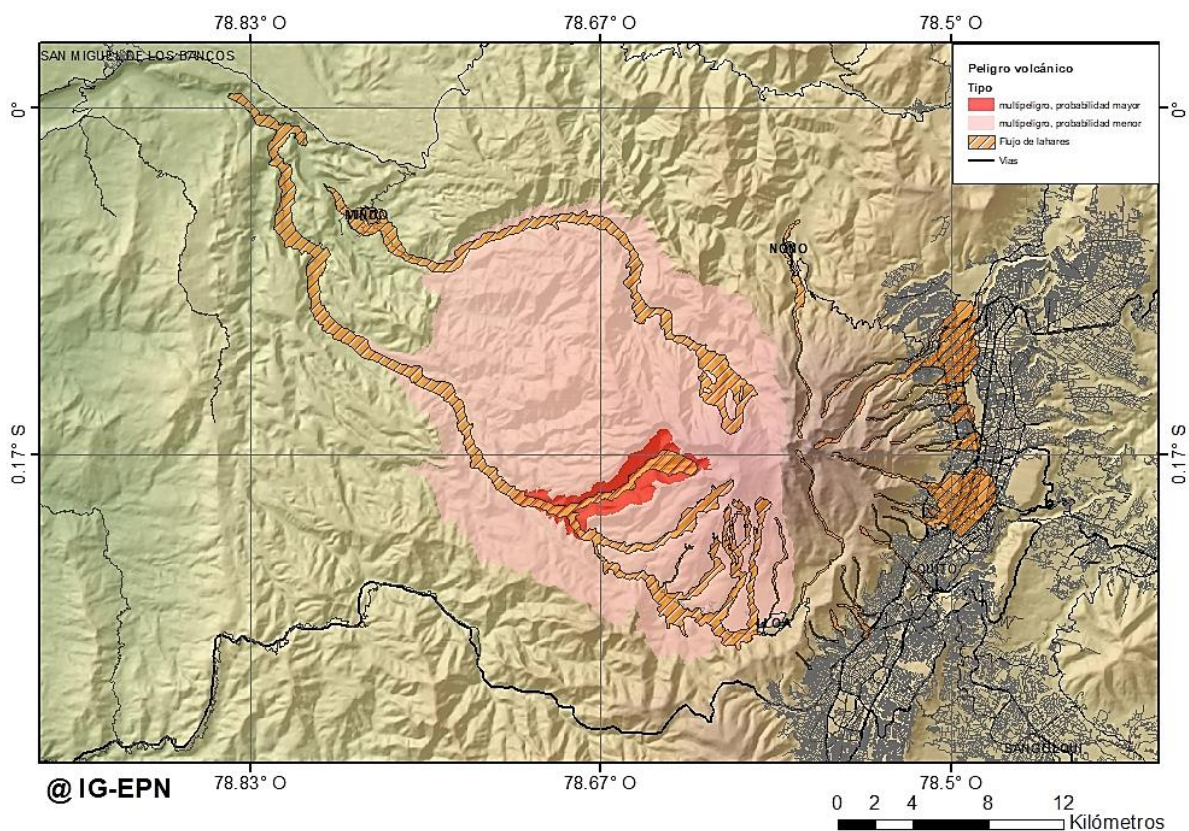 78.83° O
78.67° O
78.5° O
SAN MIGUEL DE LOS BANCOS
Peligro volcánico
Tipo
multipeligro, probabilidad mayor
multipeligro, probabilidad menor
Flujo de lahares
Vías
0°
0°
MINDO
NONO
0.17° S
0.17° S
QUITO
LLOA
SANGOLQUI
78.83° O
78.67° O
78.5° O
@ IG-EPN
0 2 4 8 12
Kilómetros